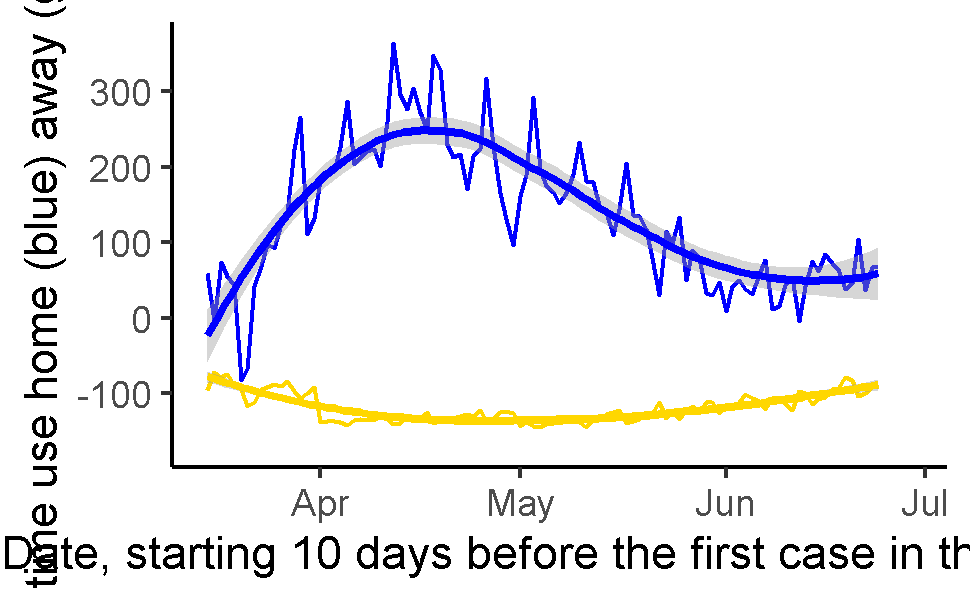 time use home (blue) away (
300
200
100
0
-100
Apr May Jun Jul
Date, starting 10 days before the first case in th